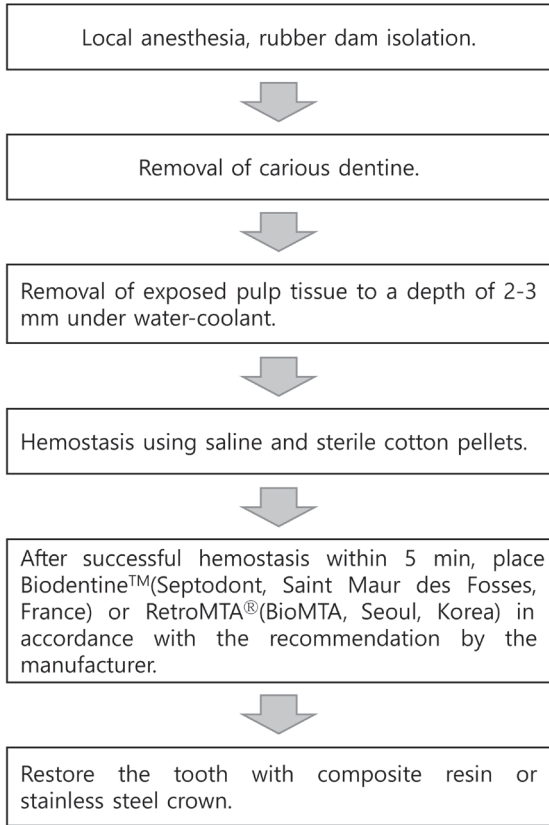 Local anesthesia, rubber dam isolation.
Removal of carious dentine.
Removal of exposed pulp tissue to a depth of 2-3
mm under water-coolant.
Hemostasis using saline and sterile cotton pellets.
After successful hemostasis within 5 min, place
Biodentine™(Septodont, Saint Maur des Fosses,
France) or RetroMTA®(BioMTA, Seoul, Korea) in
accordance with the recommendation by the
manufacturer.
Restore the tooth with composite resin or
stainless steel crown.